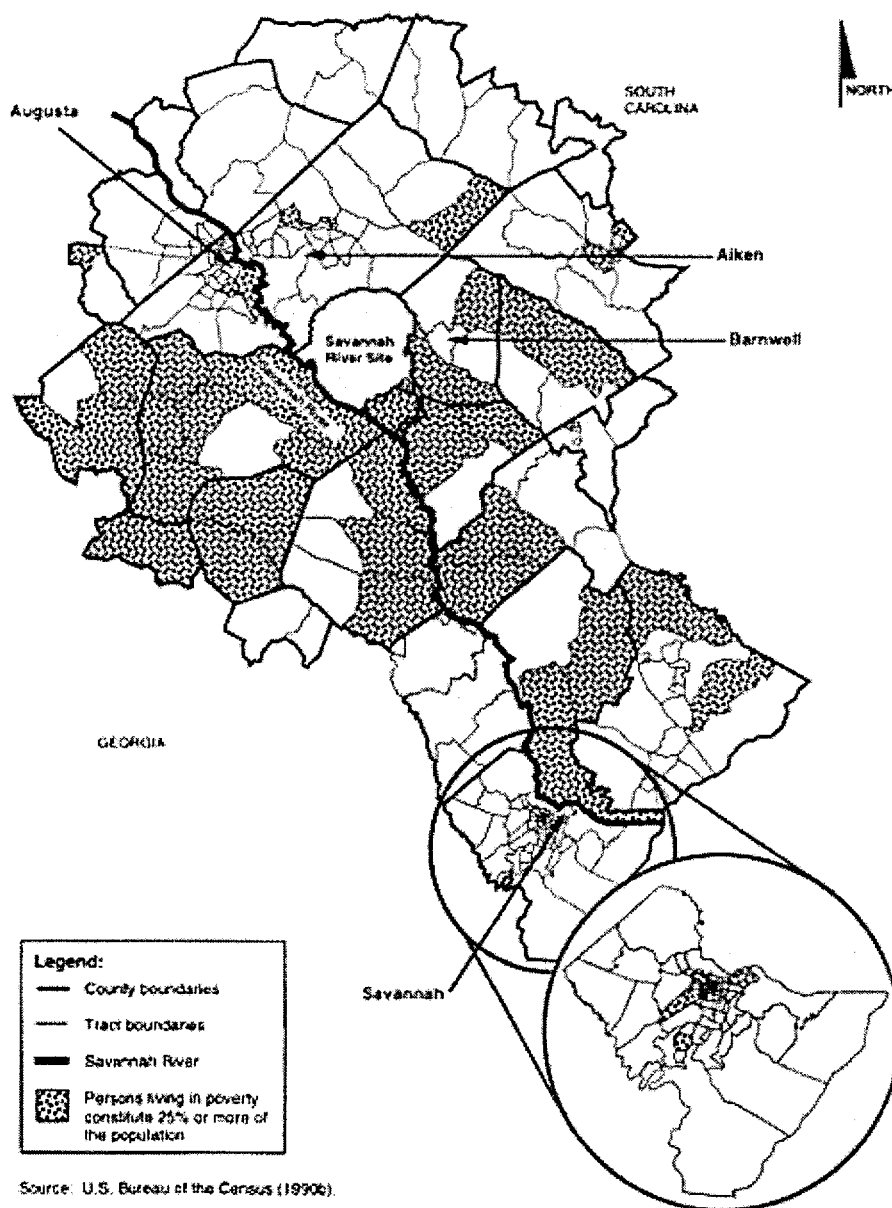 SOUTH
CAROLINA
NORTH
Augusta
Aiken
Savannah
River Site
Barnwell
GEORGIA
Savannah
Legend:
County boundaries
Tract boundaries
Savannah River
Persons living in poverty
constitute 25% or more of
the population
Source: U.S. Bureau of the Census (1990b).